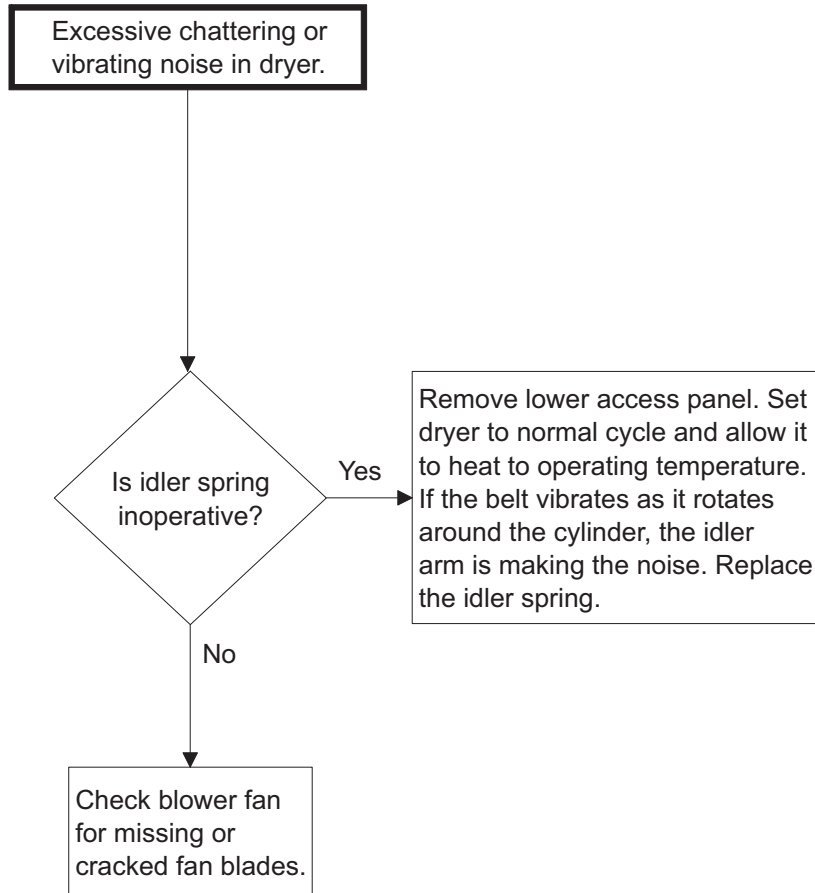 Excessive chattering or
vibrating noise in dryer.
Is idler spring
inoperative?
Yes
Remove lower access panel. Set
dryer to normal cycle and allow it
to heat to operating temperature.
If the belt vibrates as it rotates
around the cylinder, the idler
arm is making the noise. Replace
the idler spring.
No
Check blower fan
for missing or
cracked fan blades.